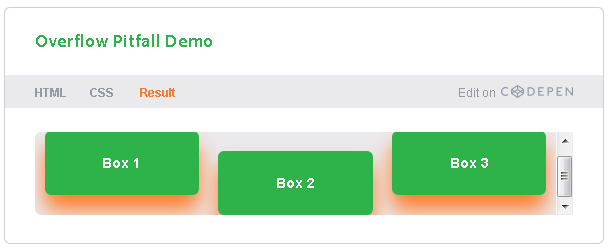 Overflow Pitfall Demo
HTML CSS Result Edit on CODEPEN
Box 1 Box 2 Box 3